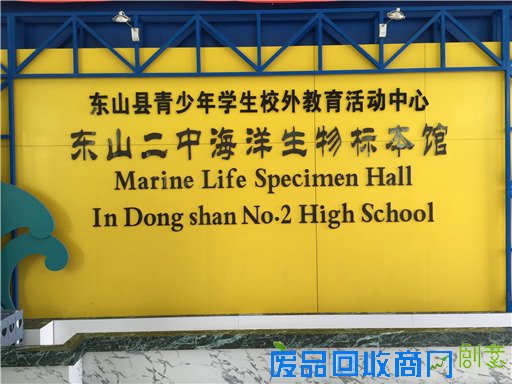 东山县青少年学生校外教育活动中心
东山二中海洋生物标本馆
Marine Life Specimen Hall
In Dong shan No.2 High School
创意
废品回收商网